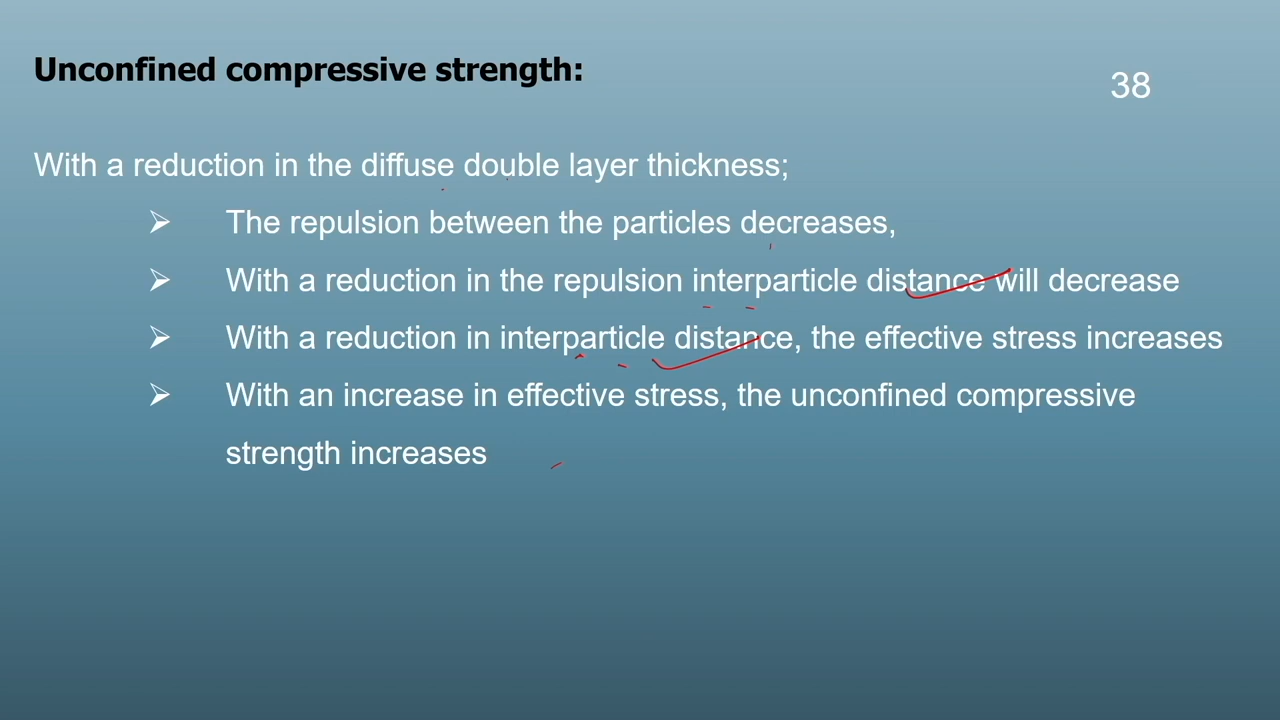 Unconfined compressive strength:
38
With a reduction in the diffuse double layer thickness;
➢ The repulsion between the particles decreases,
➢ With a reduction in the repulsion interparticle distance will decrease
➢ With a reduction in interparticle distance, the effective stress increases
➢ With an increase in effective stress, the unconfined compressive
strength increases